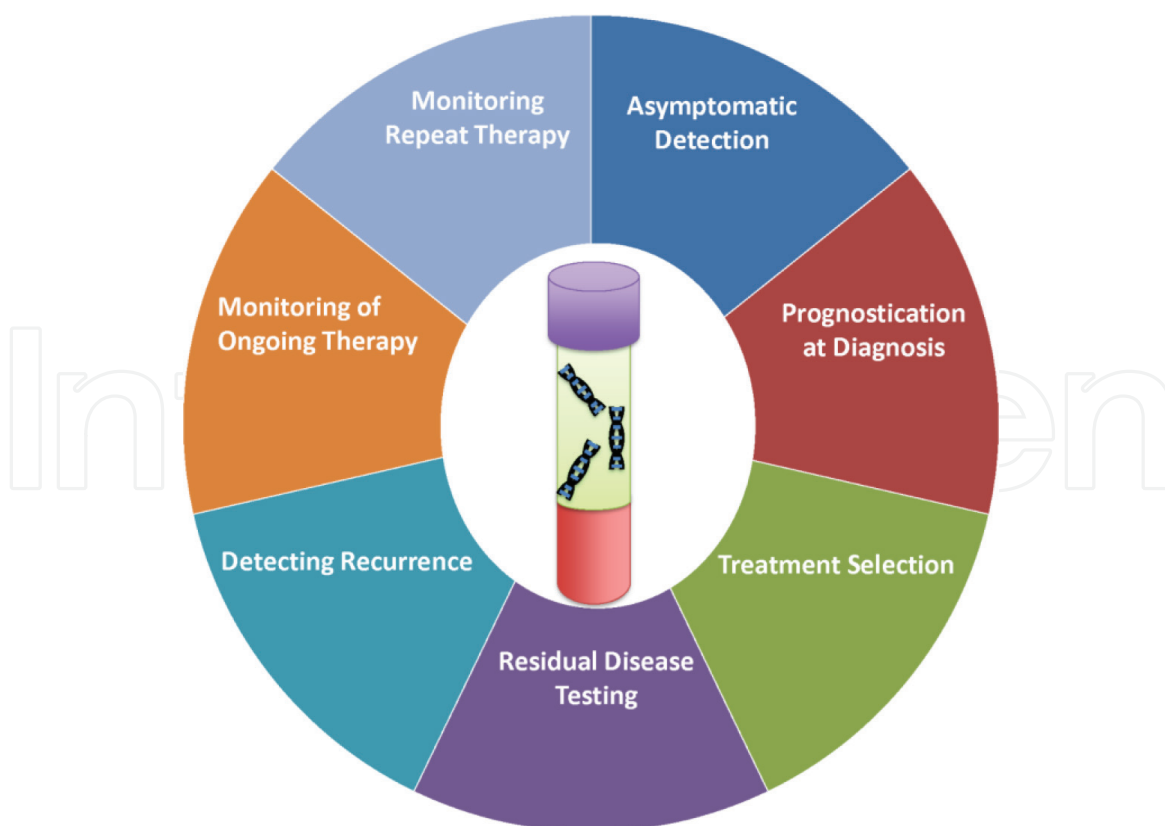 Asymptomatic
Detection
Prognostication
at Diagnosis
Treatment Selection
Residual Disease
Testing
Detecting Recurrence
Monitoring of
Ongoing Therapy
Monitoring
Repeat Therapy